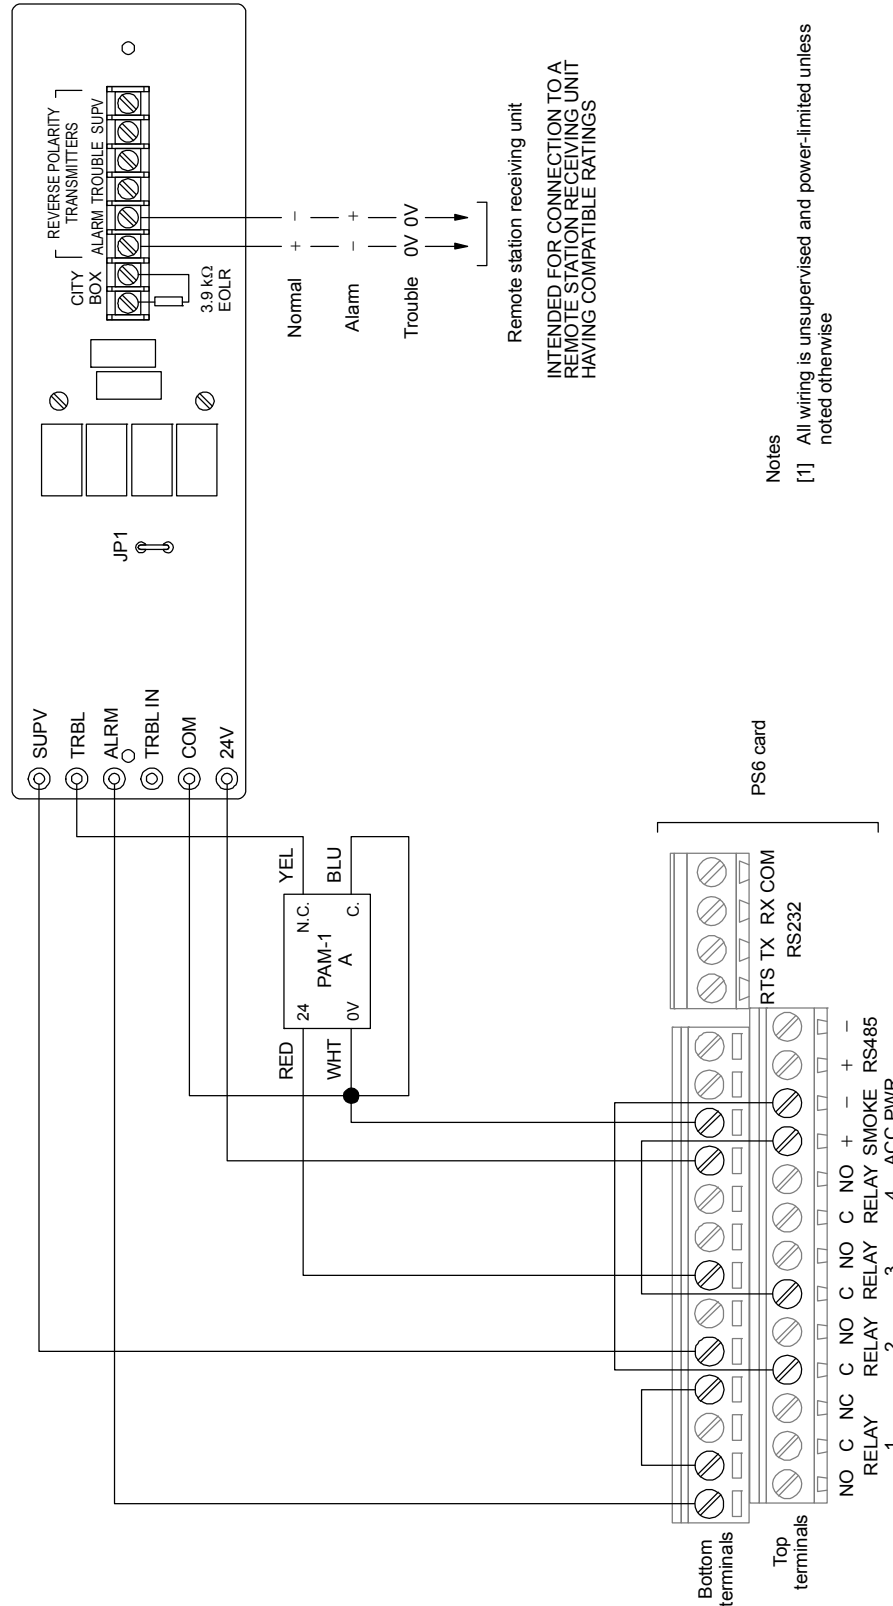 REVERSE POLARITY
TRANSMITTERS
CITY
BOX
ALARM TROUBLE SUPV
3.9 kΩ
EOLR
JP1
SUPV
TRBL
ALRM
TRBL IN
COM
24V
Normal + −
Alarm − +
Trouble 0V 0V
Remote station receiving unit
INTENDED FOR CONNECTION TO A
REMOTE STATION RECEIVING UNIT
HAVING COMPATIBLE RATINGS
RED
24
N.C.
YEL
PAM-1
A
WHT
0V
C.
BLU
PS6 card
RTS TX RX COM
RS232
Bottom
terminals
Top
terminals
NO C NC C NO C NO C NO + − + −
RELAY RELAY RELAY RELAY SMOKE RS485
1 2 3 4 ACC PWR
Notes
[1] All wiring is unsupervised and power-limited unless
noted otherwise